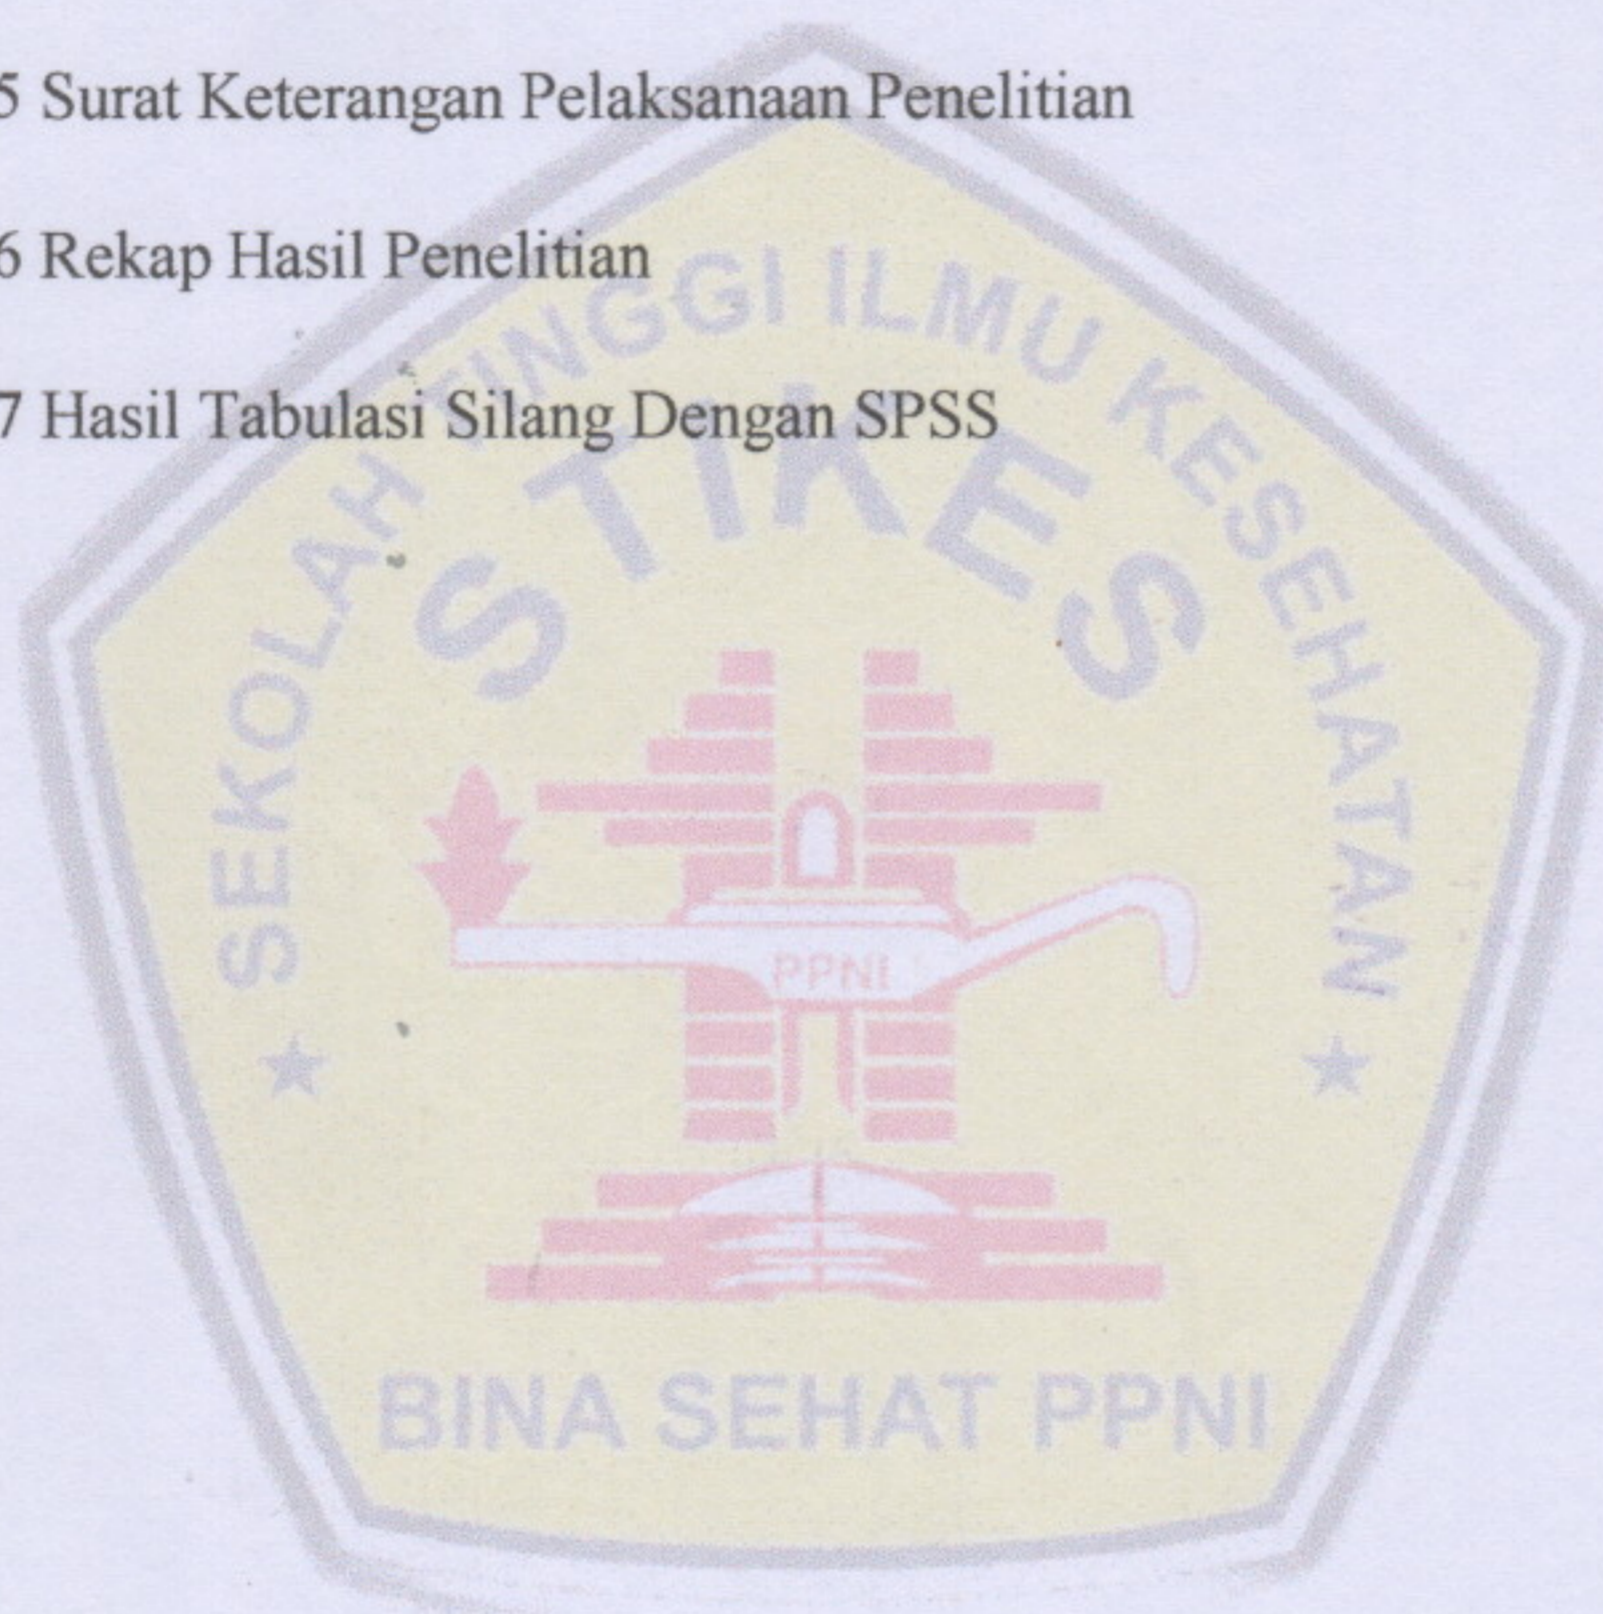 5 Surat Keterangan Pelaksanaan Penelitian
6 Rekap Hasil Penelitian
7 Hasil Tabulasi Silang Dengan SPSS
SEKOLAH TINGGI ILMU KESEHATAN
STIKES
PPNI
BINA SEHAT PPNI